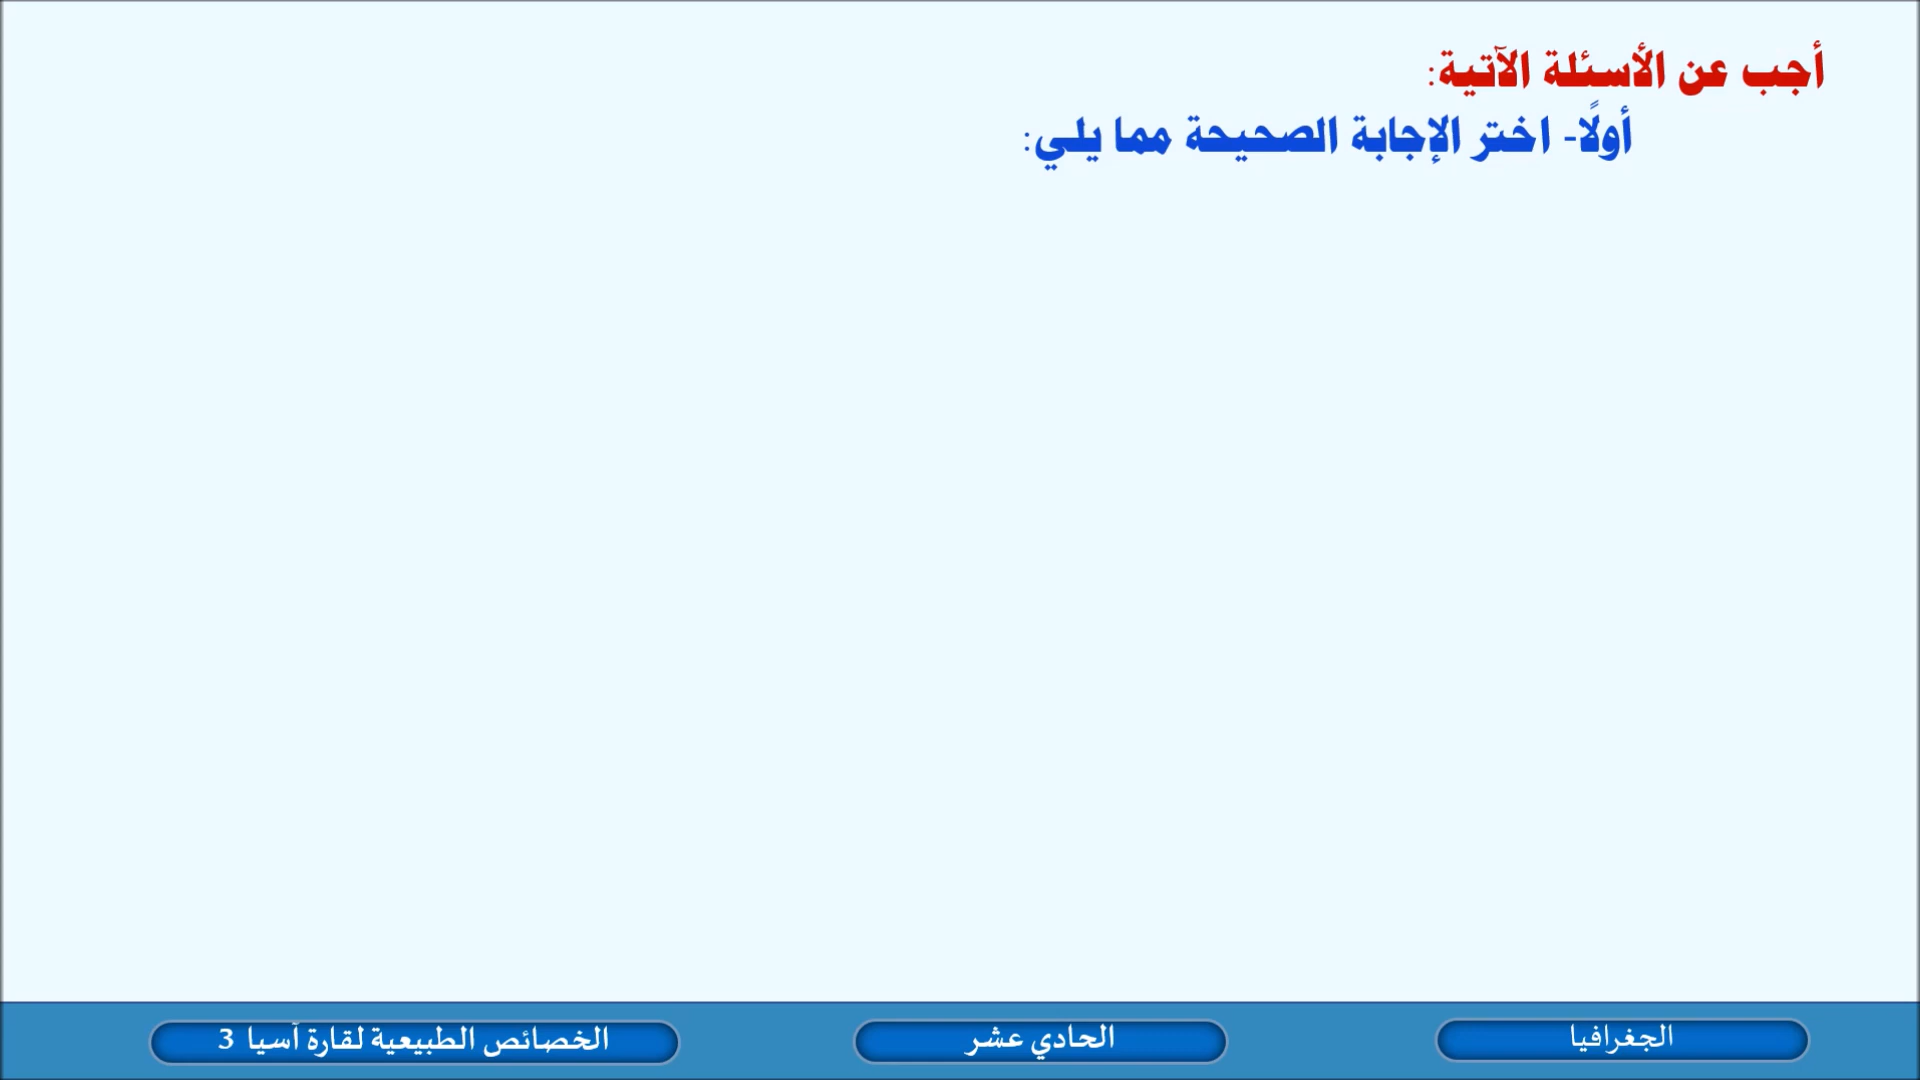 أجب عن الأسئلة الآتية:
أولًا- اختر الإجابة الصحيحة مما يلي:
الجغرافيا
الحادي عشر
الخصائص الطبيعية لقارة آسيا 3